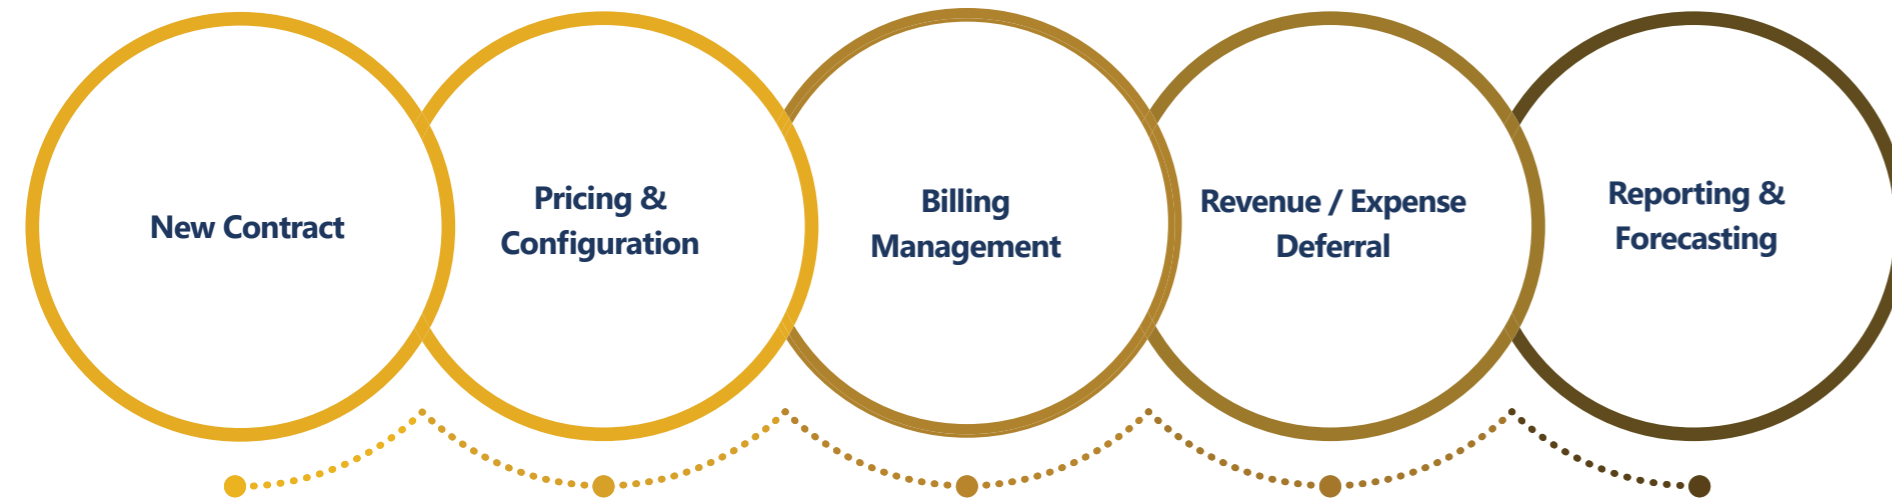 New Contract
Pricing &
Configuration
Billing
Management
Revenue / Expense
Deferral
Reporting &
Forecasting